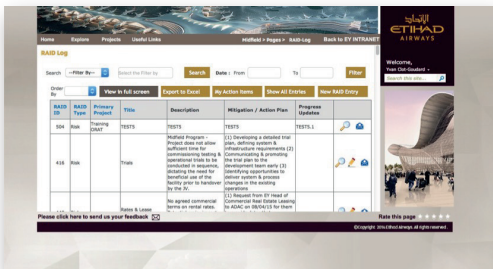 الإتحاد
ETIHAD
AIRWAYS
Home Explore Projects Useful Links Midfield > Pages > RAID-Log Back to EY INTRANET
RAID Log
Welcome,
Search --Filter By-- Select the Filter by Search Date : From To Filter
Search this site...
Order By View in full screen Export to Excel My Action Items Show All Entries New RAID Entry
RAID ID RAID Type Primary Project Title Description Mitigation / Action Plan Progress Updates
504 Risk Training ORAT TEST5 TEST5 TEST5 TEST5.1
418 Risk Trials
Midfield Program -
Project does not allow
sufficient time for
commissioning testing &
operational trials to be
conducted in sequence,
dictating the need for
beneficial use of the
facility prior to handover
by the JV.
(1) Developing a detailed trial
plan, defining system &
infrastructure requirements (2)
Communicating & promoting
the trial plan to the
development team early (3)
Identifying opportunities to
deliver system & process
changes in the existing
operations
Rates & Lease
No agreed commercial
terms on rental rates.
(1) Request from EY Head of
Commercial Real Estate Leasing
to ADAC on 08/04/15 for them
Please click here to send us your feedback Rate this page
©Copyright 2014 Etihad Airways. All rights reserved.